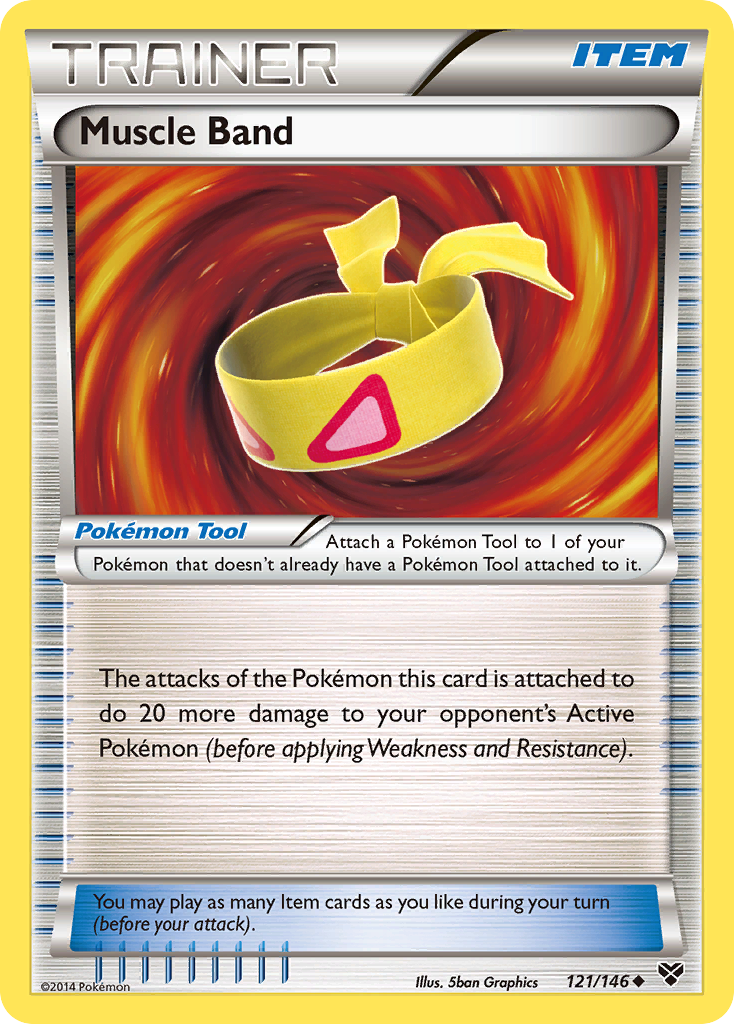 TRAINER
ITEM
Muscle Band
Pokémon Tool
Attach a Pokémon Tool to 1 of your
Pokémon that doesn't already have a Pokémon Tool attached to it.
The attacks of the Pokémon this card is attached to
do 20 more damage to your opponent's Active
Pokémon (before applying Weakness and Resistance).
You may play as many Item cards as you like during your turn
(before your attack).
©2014 Pokémon
Illus. 5ban Graphics
121/146